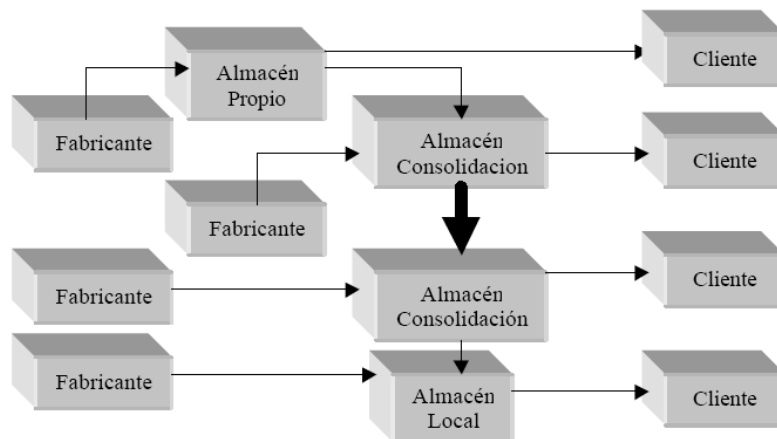 Almacén
Propio
Cliente
Fabricante
Almacén
Consolidacion
Cliente
Fabricante
Almacén
Consolidación
Cliente
Fabricante
Fabricante
Almacén
Local
Cliente